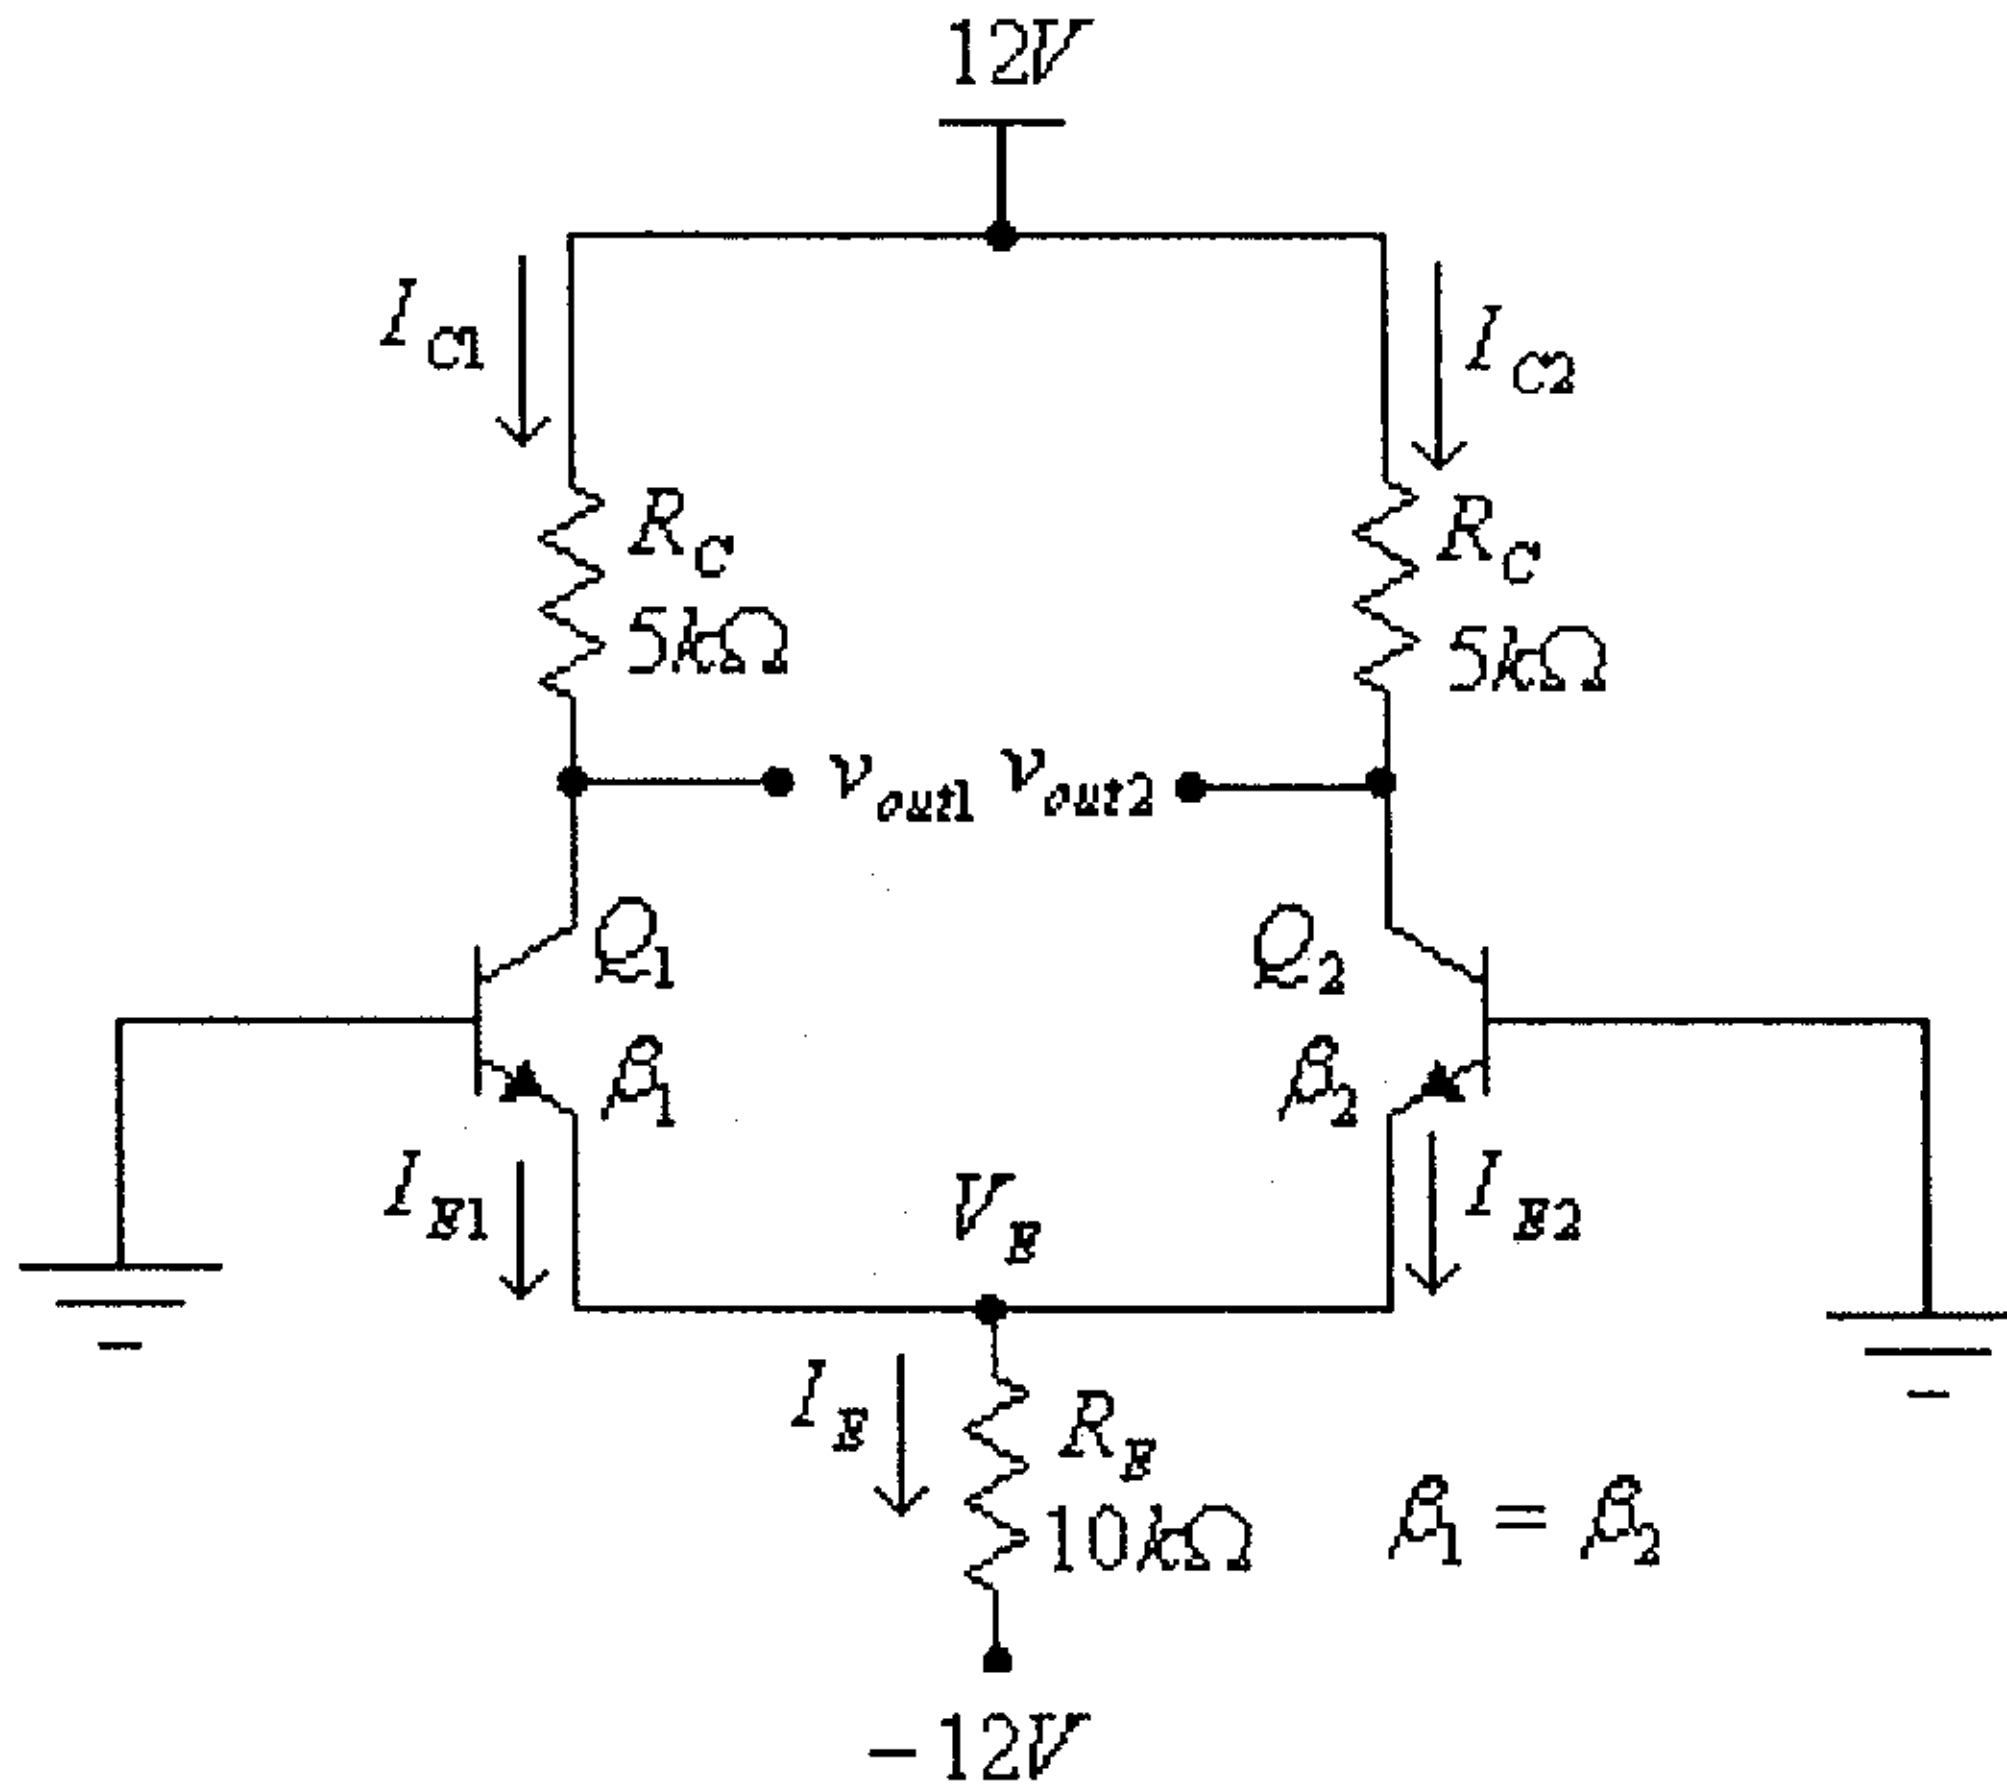 12V
I_C1
I_C2
R_C
5kΩ
R_C
5kΩ
v_out1
v_out2
Q_1
Q_2
β_1
β_2
I_E1
V_E
I_E2
I_E
R_E
10kΩ
β_1 = β_2
-12V